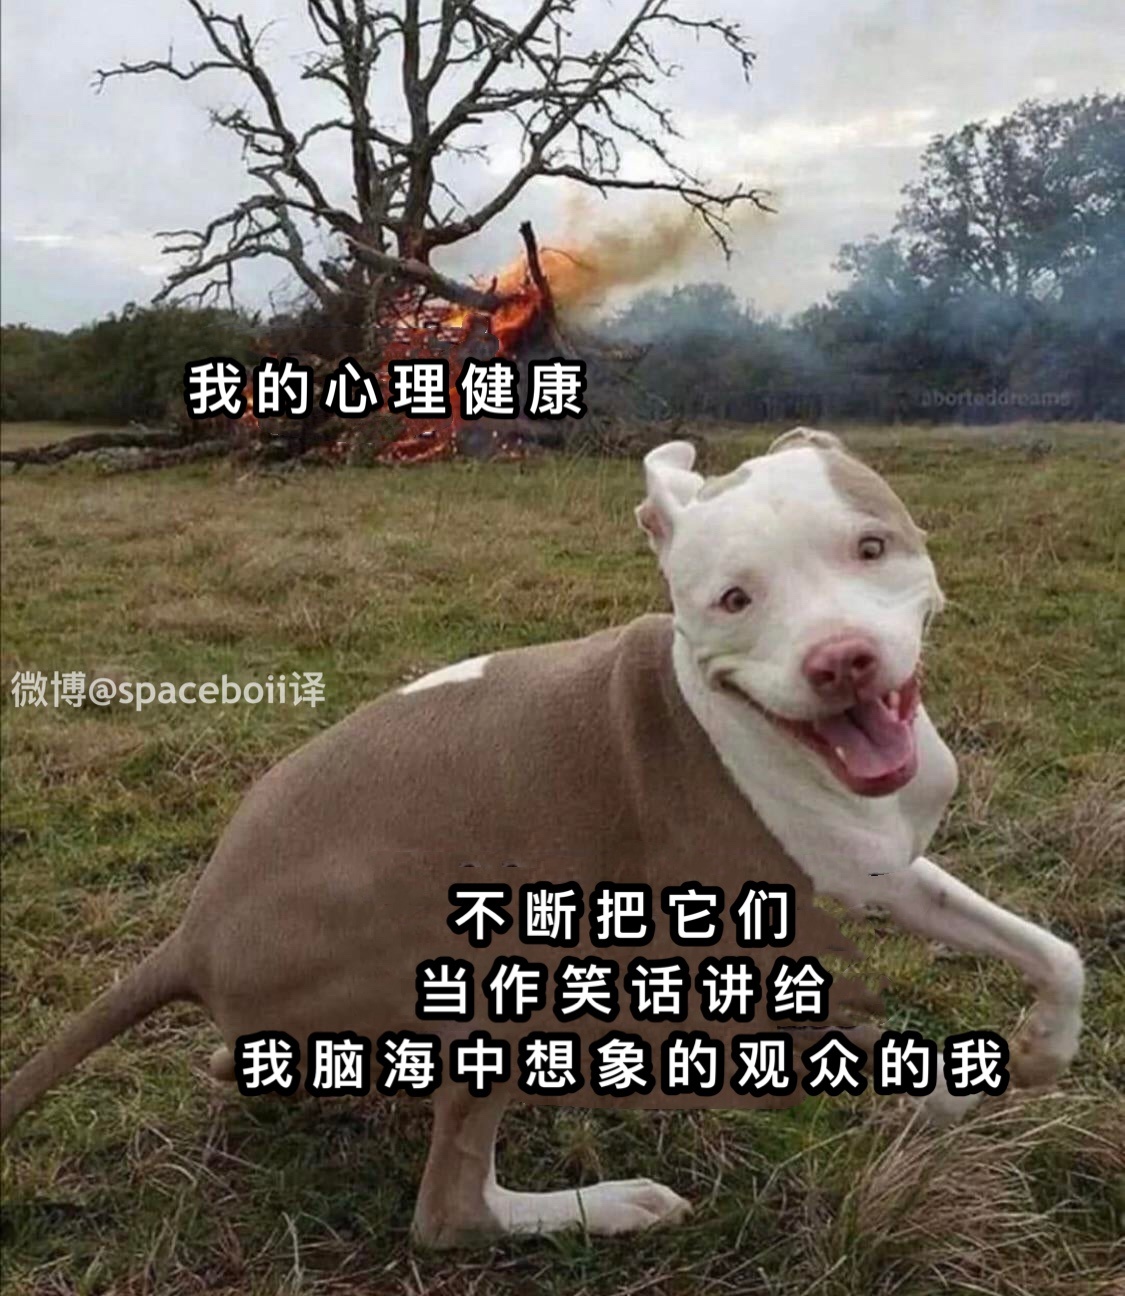 我的心理健康
aborteddreams
微博@spaceboii译
不断把它们
当作笑话讲给
我脑海中想象的观众的我